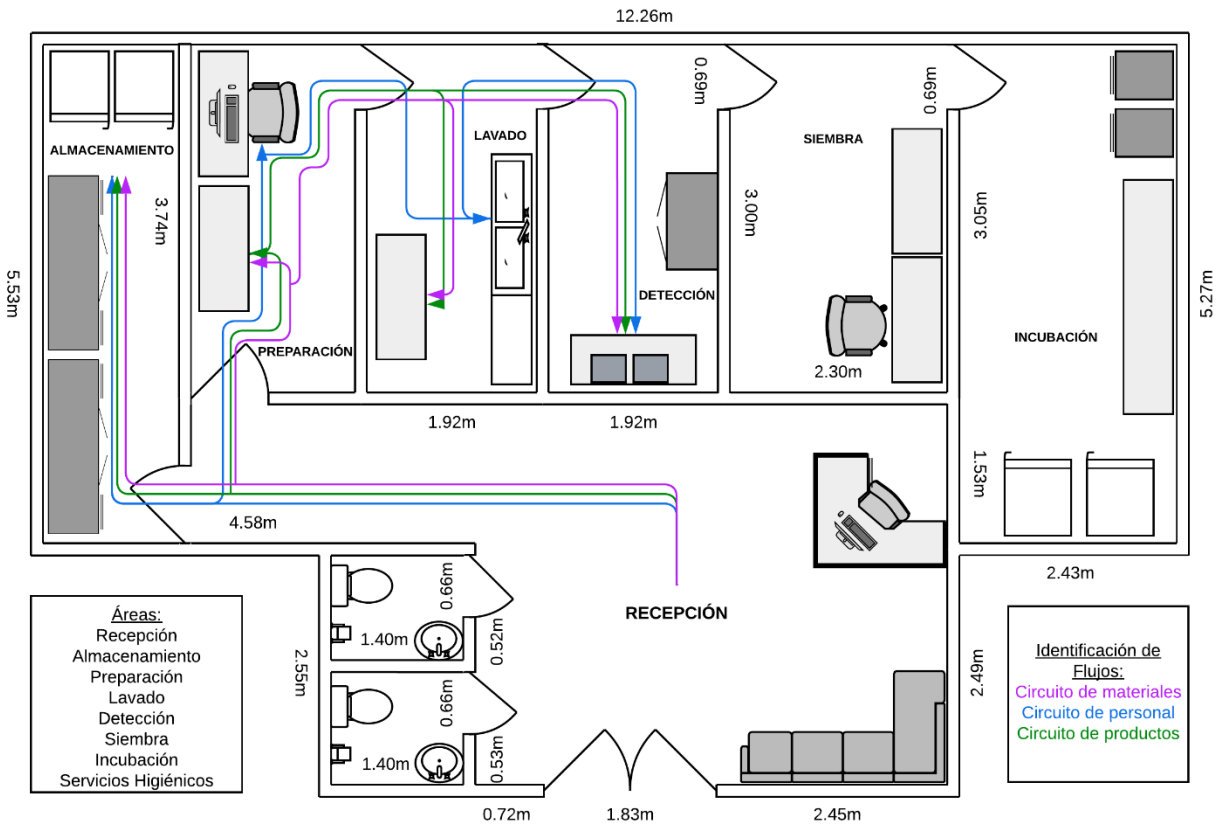 12.26m
0.69m
0.69m
LAVADO
SIEMBRA
ALMACENAMIENTO
3.74m
3.00m
3.05m
5.53m
5.27m
DETECCIÓN
PREPARACIÓN
INCUBACIÓN
2.30m
1.92m
1.92m
1.53m
4.58m
2.43m
RECEPCIÓN
0.66m
1.40m
0.52m
2.55m
0.66m
1.40m
0.53m
2.49m
0.72m
1.83m
2.45m
Áreas:
Recepción
Almacenamiento
Preparación
Lavado
Detección
Siembra
Incubación
Servicios Higiénicos
Identificación de
Flujos:
Circuito de materiales
Circuito de personal
Circuito de productos